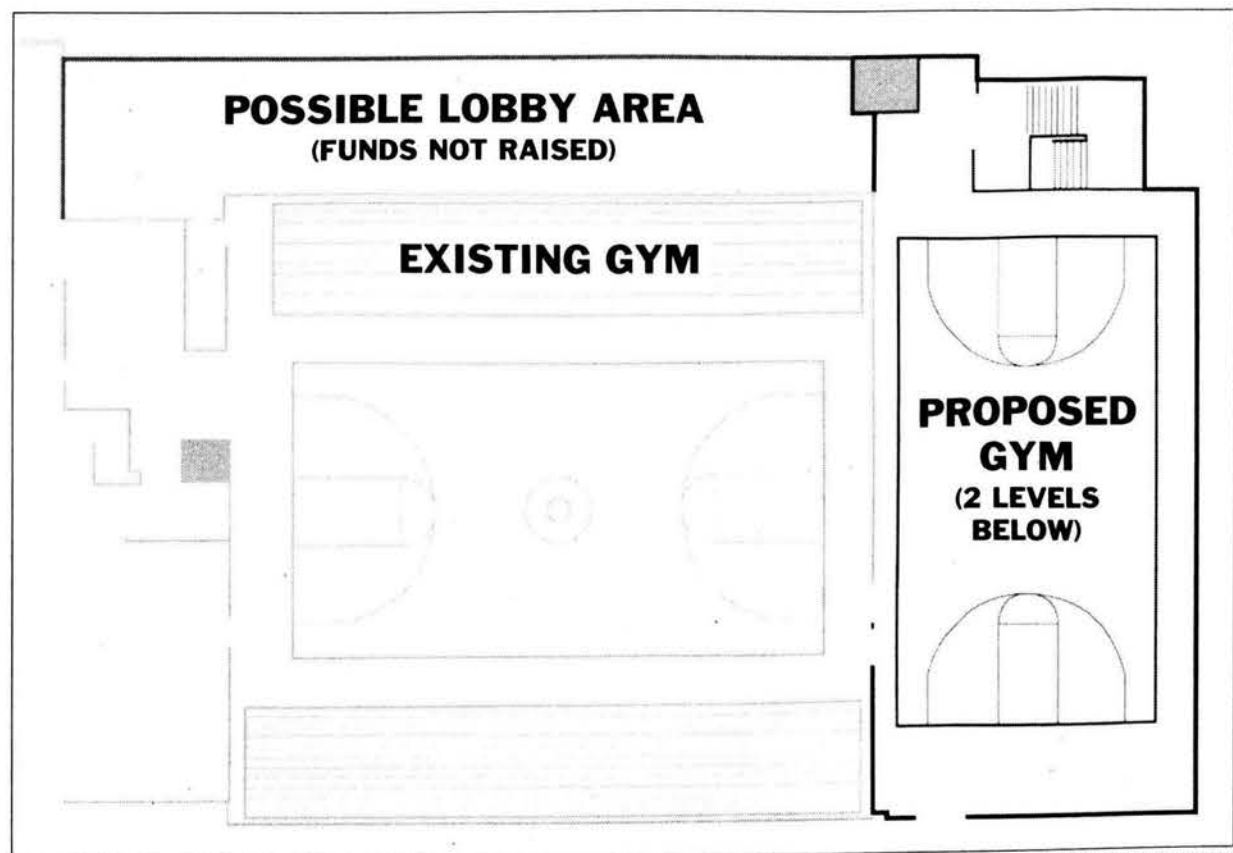 POSSIBLE LOBBY AREA
(FUNDS NOT RAISED)
EXISTING GYM
PROPOSED
GYM
(2 LEVELS
BELOW)